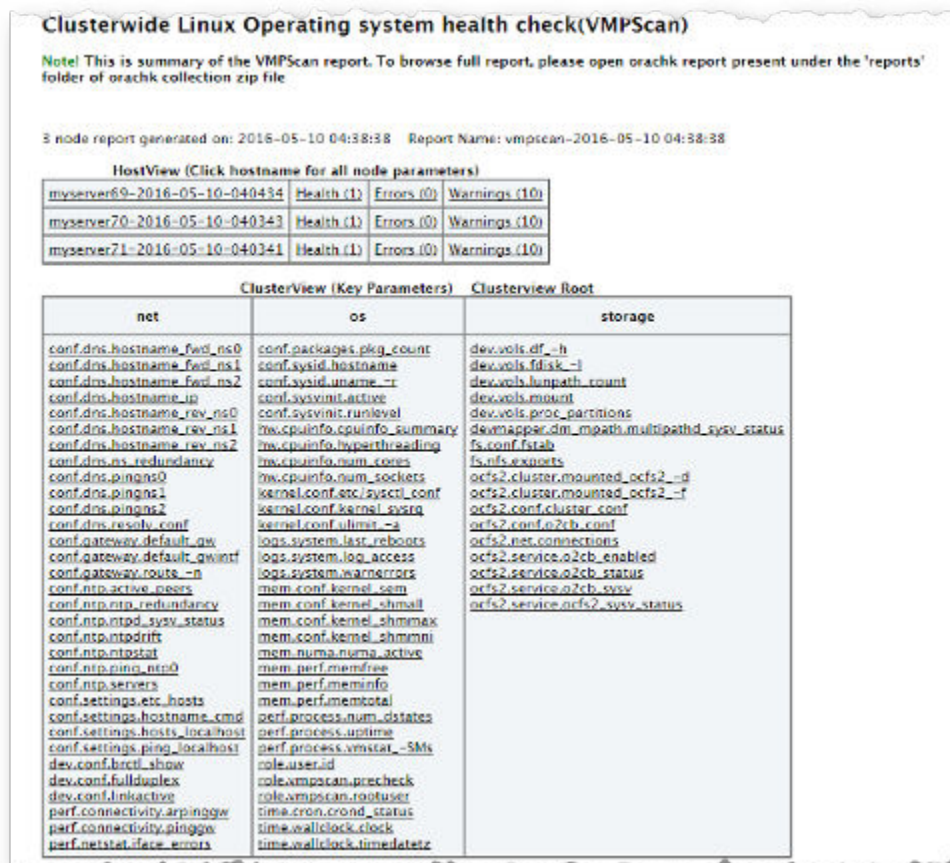 Clusterwide Linux Operating system health check(VMPScan)
Note! This is summary of the VMPScan report. To browse full report, please open orachk report present under the 'reports'
folder of orachk collection zip file
3 node report generated on: 2016-05-10 04:38:38 Report Name: vmpscan-2016-05-10 04:38:38
HostView (Click hostname for all node parameters)
myserver69-2016-05-10-040434 Health (1) Errors (0) Warnings (10)
myserver70-2016-05-10-040343 Health (1) Errors (0) Warnings (10)
myserver71-2016-05-10-040341 Health (1) Errors (0) Warnings (10)
ClusterView (Key Parameters) Clusterview Root
net os storage
conf.dns.hostname_fwd_ns0 conf.packages.pkg_count dev.vols.df_-h
conf.dns.hostname_fwd_ns1 conf.sysid.hostname dev.vols.fdisk_-l
conf.dns.hostname_fwd_ns2 conf.sysid.uname_-r dev.vols.lunpath_count
conf.dns.hostname_ip conf.sysvinit.active dev.vols.mount
conf.dns.hostname_rev_ns0 conf.sysvinit.runlevel dev.vols.proc_partitions
conf.dns.hostname_rev_ns1 hw.cpuinfo.cpuinfo_summary devmapper.dm_mpath.multipathd_sysv_status
conf.dns.hostname_rev_ns2 hw.cpuinfo.hyperthreading fs.conf.fstab
conf.dns.ns_redundancy hw.cpuinfo.num_cores fs.nfs.exports
conf.dns.pingns0 hw.cpuinfo.num_sockets ocfs2.cluster.mounted_ocfs2_-d
conf.dns.pingns1 kernel.conf.etc/sysctl_conf ocfs2.cluster.mounted_ocfs2_-f
conf.dns.pingns2 kernel.conf.kernel_sysrq ocfs2.conf.cluster_conf
conf.dns.resolv_conf kernel.conf.ulimit_-a ocfs2.conf.o2cb_conf
conf.gateway.default_gw logs.system.last_reboots ocfs2.net.connections
conf.gateway.default_gwintf logs.system.log_access ocfs2.service.o2cb_enabled
conf.gateway.route_-n logs.system.warnerrors ocfs2.service.o2cb_status
conf.ntp.active_peers mem.conf.kernel_sem ocfs2.service.o2cb_sysv
conf.ntp.ntp_redundancy mem.conf.kernel_shmall ocfs2.service.ocfs2_sysv_status
conf.ntp.ntpd_sysv_status mem.conf.kernel_shmmax
conf.ntp.ntpdrift mem.conf.kernel_shmmni
conf.ntp.ntpstat mem.numa.numa_active
conf.ntp.ping_ntp0 mem.perf.memfree
conf.ntp.servers mem.perf.meminfo
conf.settings.etc_hosts mem.perf.memtotal
conf.settings.hostname_cmd perf.process.num_dstates
conf.settings.hosts_localhost perf.process.uptime
conf.settings.ping_localhost perf.process.vmstat_-SMs
dev.conf.brctl_show role.user.id
dev.conf.fullduplex role.vmpscan.precheck
dev.conf.linkactive role.vmpscan.rootuser
perf.connectivity.arpinggw time.cron.crond_status
perf.connectivity.pinggw time.wallclock.clock
perf.netstat.iface_errors time.wallclock.timedatetz